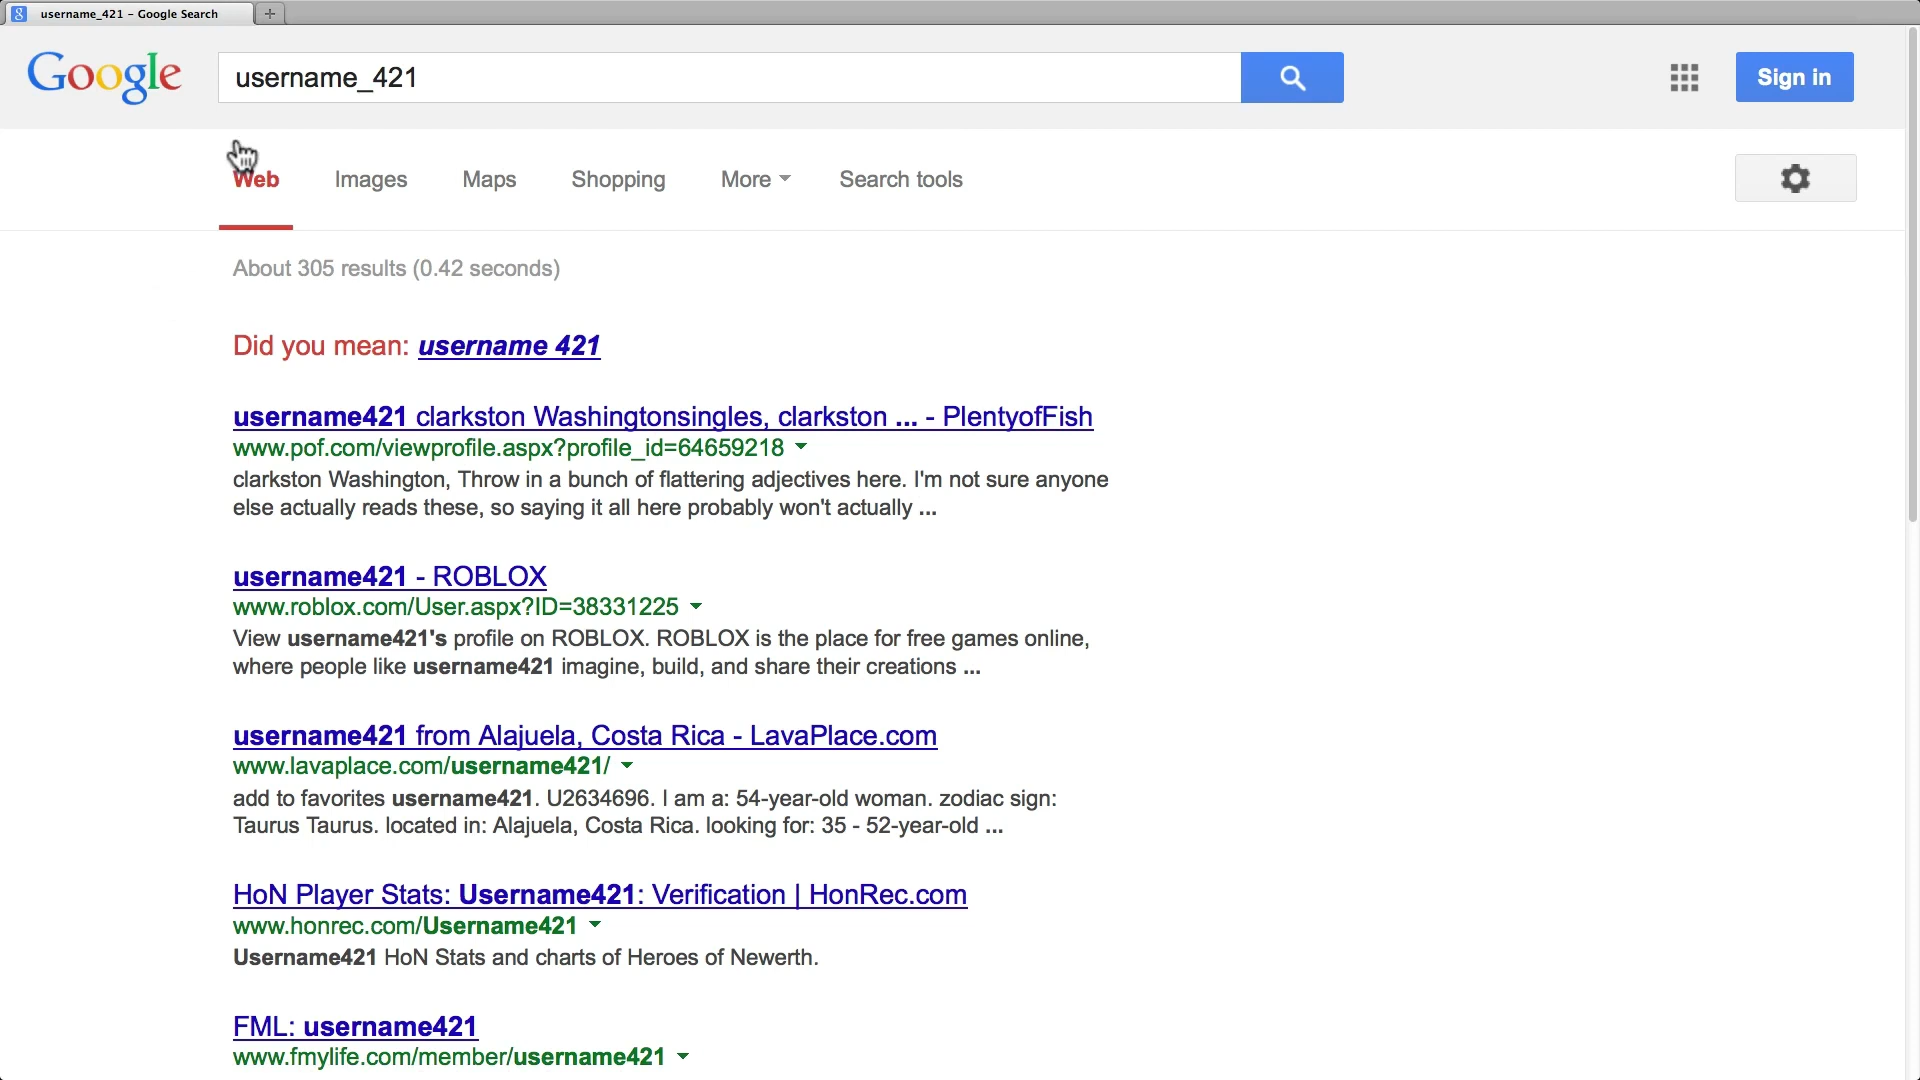 username_421 - Google Search
Google
username_421
Sign in
Web Images Maps Shopping More Search tools
About 305 results (0.42 seconds)
Did you mean: username 421
username421 clarkston Washingtonsingles, clarkston ... - PlentyofFish
www.pof.com/viewprofile.aspx?profile_id=64659218
clarkston Washington, Throw in a bunch of flattering adjectives here. I'm not sure anyone
else actually reads these, so saying it all here probably won't actually ...
username421 - ROBLOX
www.roblox.com/User.aspx?ID=38331225
View username421's profile on ROBLOX. ROBLOX is the place for free games online,
where people like username421 imagine, build, and share their creations ...
username421 from Alajuela, Costa Rica - LavaPlace.com
www.lavaplace.com/username421/
add to favorites username421. U2634696. I am a: 54-year-old woman. zodiac sign:
Taurus Taurus. located in: Alajuela, Costa Rica. looking for: 35 - 52-year-old ...
HoN Player Stats: Username421: Verification | HonRec.com
www.honrec.com/Username421
Username421 HoN Stats and charts of Heroes of Newerth.
FML: username421
www.fmylife.com/member/username421